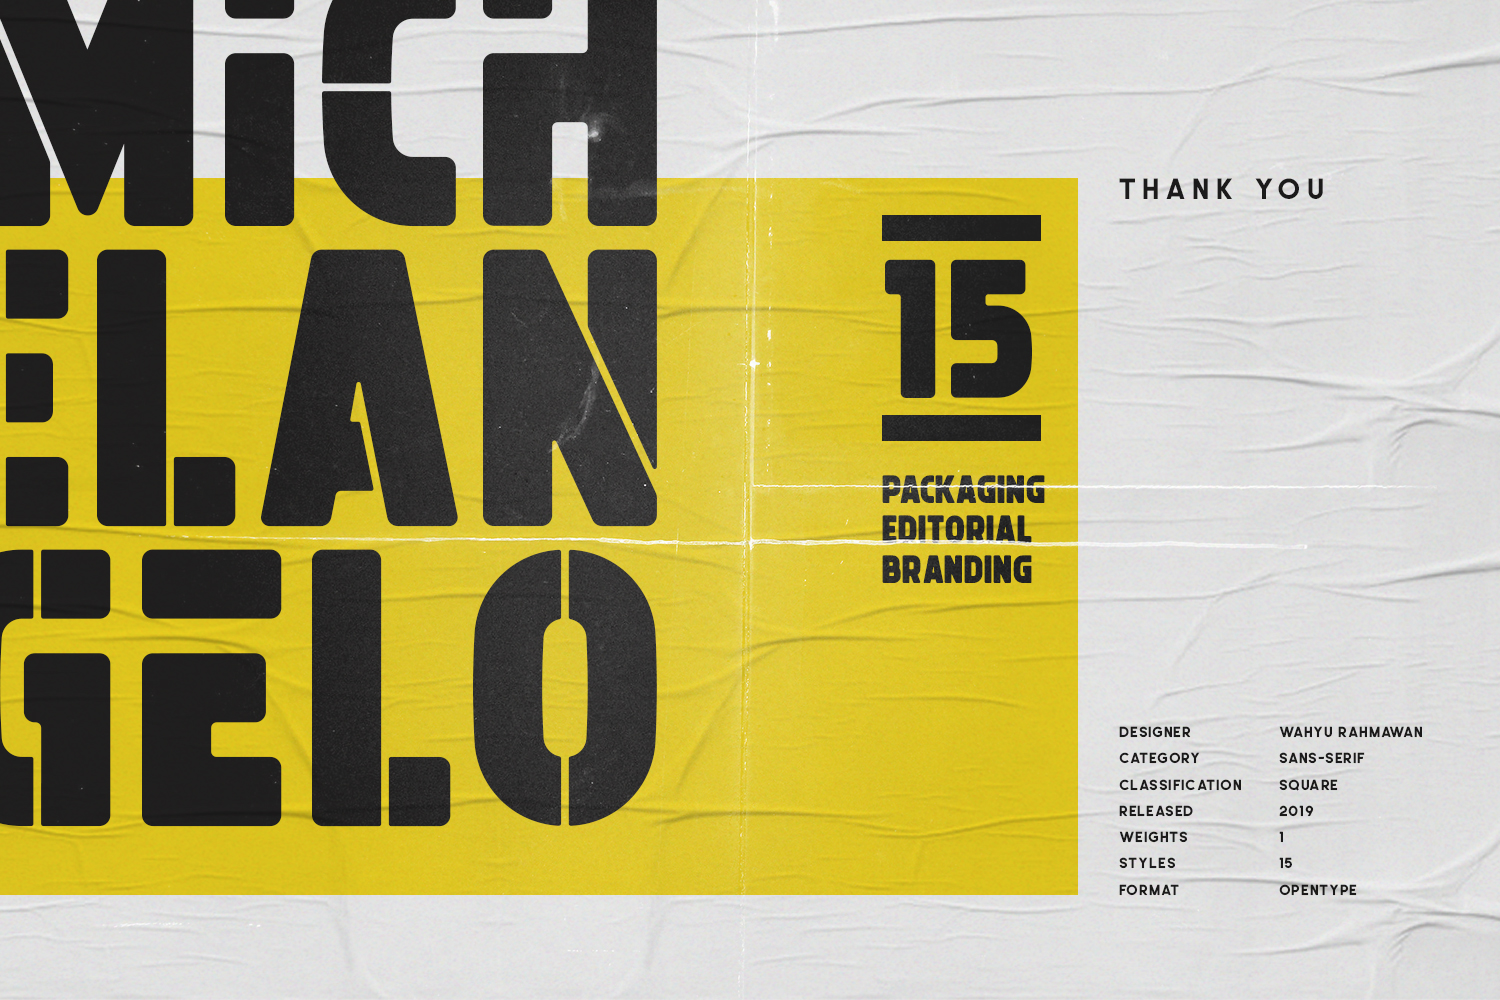 MICH
ELAN
GELO
15
PACKAGING
EDITORIAL
BRANDING
THANK YOU
DESIGNER WAHYU RAHMAWAN
CATEGORY SANS-SERIF
CLASSIFICATION SQUARE
RELEASED 2019
WEIGHTS 1
STYLES 15
FORMAT OPENTYPE